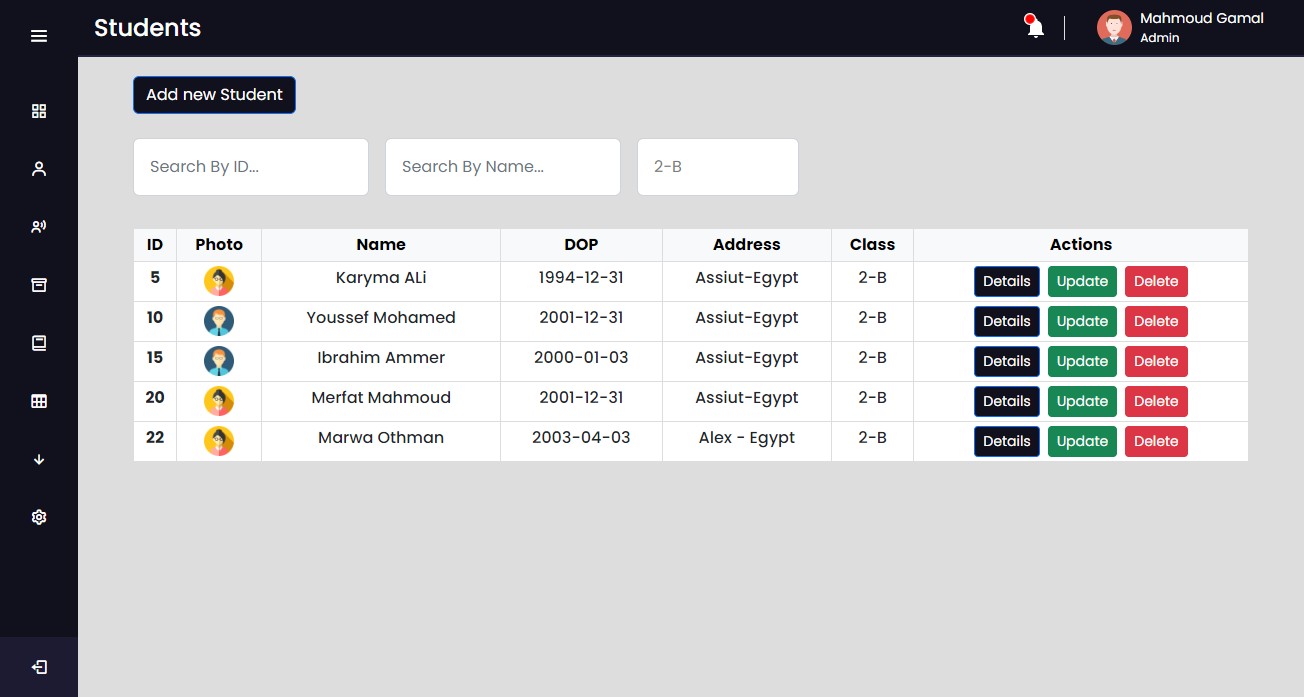 Students
Mahmoud Gamal
Admin
Add new Student
Search By ID...
Search By Name...
2-B
ID Photo Name DOP Address Class Actions
5 Karyma ALi 1994-12-31 Assiut-Egypt 2-B Details Update Delete
10 Youssef Mohamed 2001-12-31 Assiut-Egypt 2-B Details Update Delete
15 Ibrahim Ammer 2000-01-03 Assiut-Egypt 2-B Details Update Delete
20 Merfat Mahmoud 2001-12-31 Assiut-Egypt 2-B Details Update Delete
22 Marwa Othman 2003-04-03 Alex - Egypt 2-B Details Update Delete